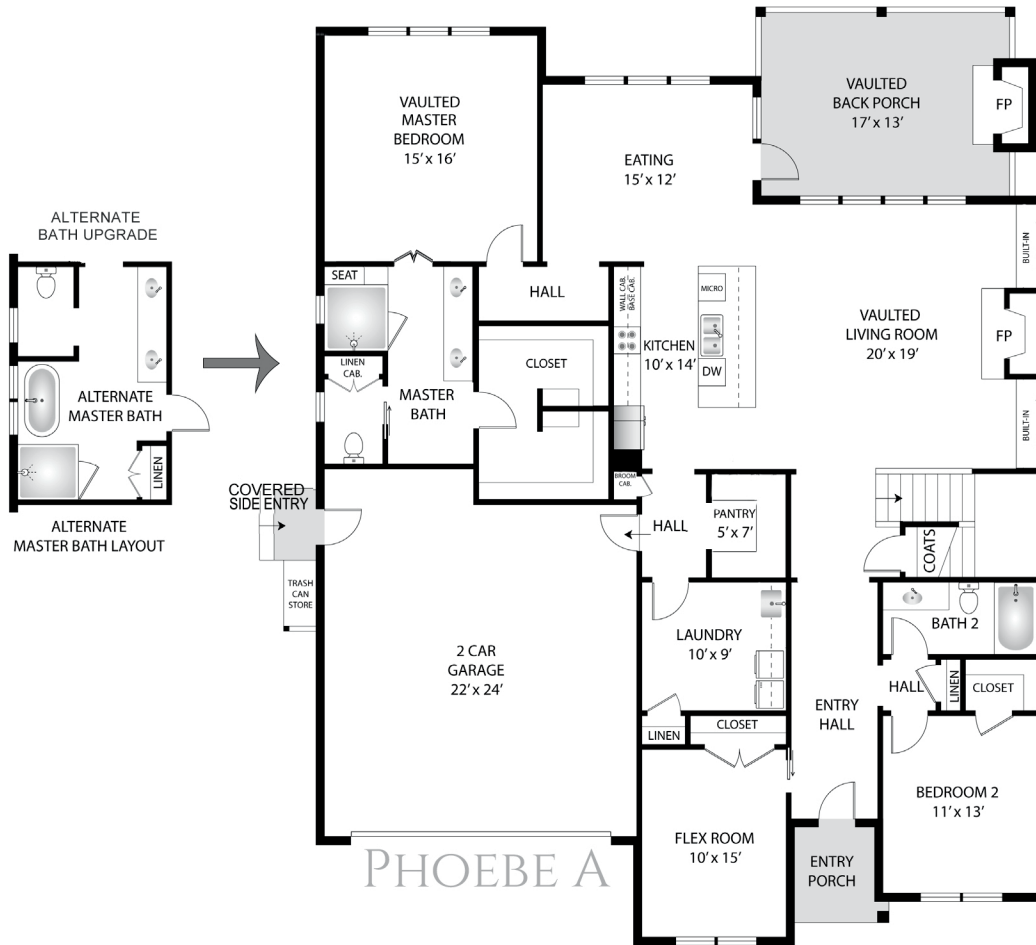 VAULTED
MASTER
BEDROOM
15' x 16'
VAULTED
BACK PORCH
17' x 13'
FP
EATING
15' x 12'
ALTERNATE
BATH UPGRADE
SEAT
HALL
WALL CAB.
BASE CAB.
MICRO
BUILT-IN
VAULTED
LIVING ROOM
20' x 19'
FP
KITCHEN
10' x 14'
DW
LINEN
CAB.
CLOSET
MASTER
BATH
ALTERNATE
MASTER BATH
LINEN
BUILT-IN
ALTERNATE
MASTER BATH LAYOUT
COVERED
SIDE ENTRY
BROOM
CAB.
HALL
PANTRY
5' x 7'
COATS
TRASH
CAN
STORE
2 CAR
GARAGE
22' x 24'
LAUNDRY
10' x 9'
BATH 2
HALL
LINEN
CLOSET
ENTRY
HALL
LINEN
CLOSET
BEDROOM 2
11' x 13'
FLEX ROOM
10' x 15'
ENTRY
PORCH
PHOEBE A